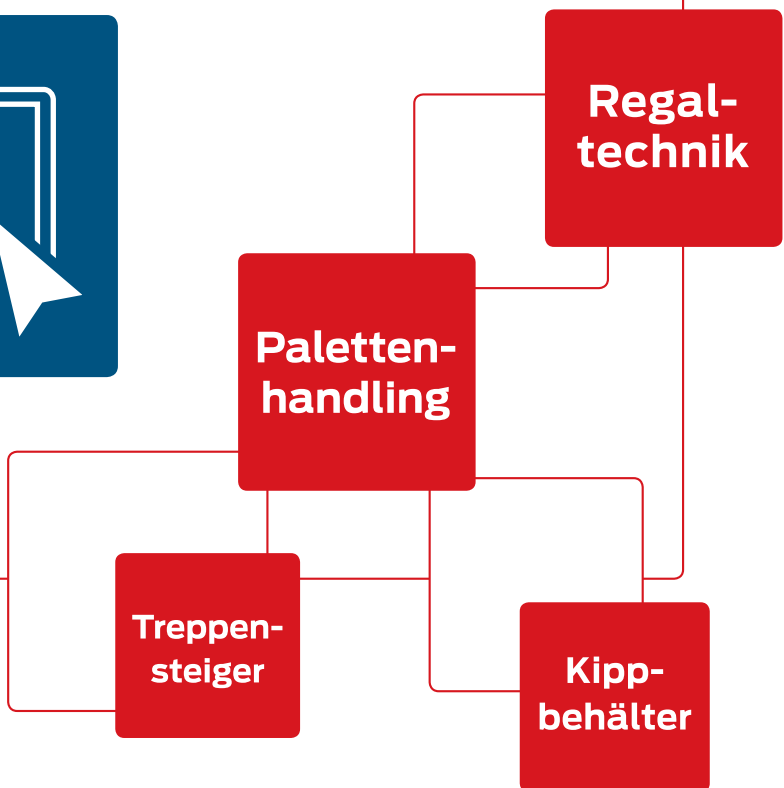 Regal-
technik
Paletten-
handling
Treppen-
steiger
Kipp-
behälter